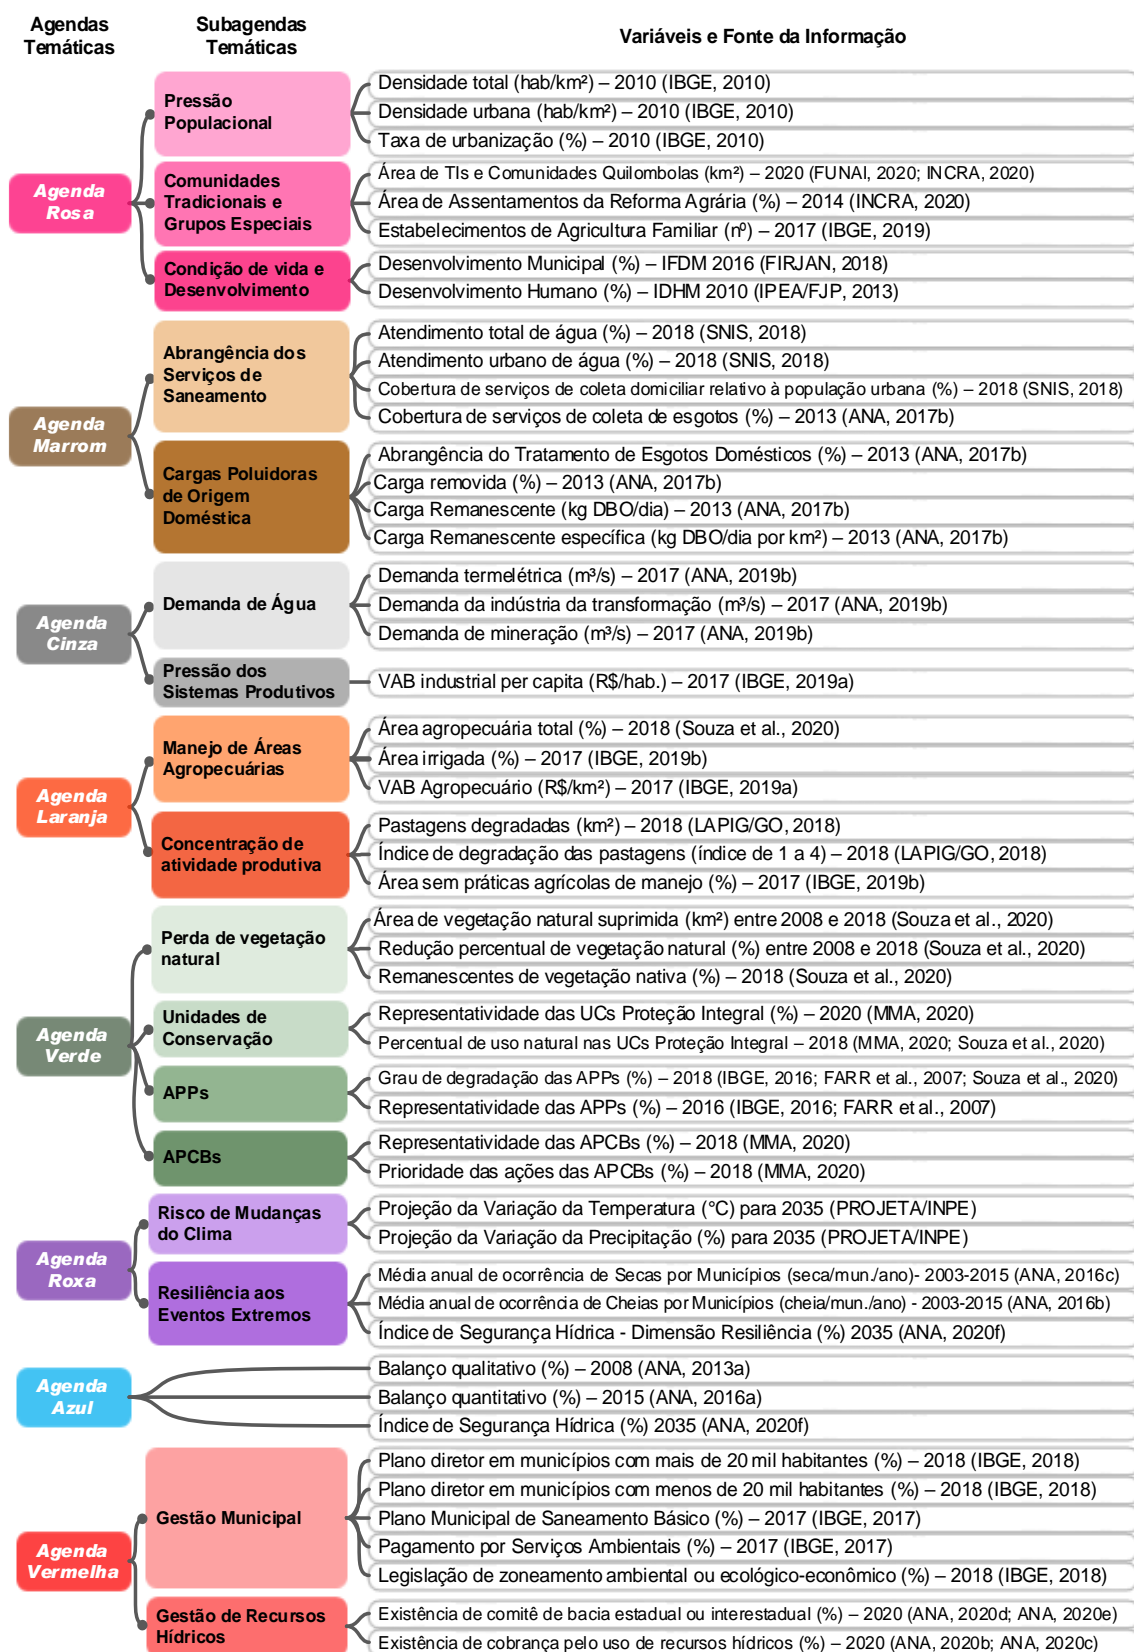 Agendas
Temáticas
Subagendas
Temáticas
Variáveis e Fonte da Informação
Agenda
Rosa
Pressão
Populacional
Densidade total (hab/km²) – 2010 (IBGE, 2010)
Densidade urbana (hab/km²) – 2010 (IBGE, 2010)
Taxa de urbanização (%) – 2010 (IBGE, 2010)
Comunidades
Tradicionais e
Grupos Especiais
Área de TIs e Comunidades Quilombolas (km²) – 2020 (FUNAI, 2020; INCRA, 2020)
Área de Assentamentos da Reforma Agrária (%) – 2014 (INCRA, 2020)
Estabelecimentos de Agricultura Familiar (nº) – 2017 (IBGE, 2019)
Condição de vida e
Desenvolvimento
Desenvolvimento Municipal (%) – IFDM 2016 (FIRJAN, 2018)
Desenvolvimento Humano (%) – IDHM 2010 (IPEA/FJP, 2013)
Agenda
Marrom
Abrangência dos
Serviços de
Saneamento
Atendimento total de água (%) – 2018 (SNIS, 2018)
Atendimento urbano de água (%) – 2018 (SNIS, 2018)
Cobertura de serviços de coleta domiciliar relativo à população urbana (%) – 2018 (SNIS, 2018)
Cobertura de serviços de coleta de esgotos (%) – 2013 (ANA, 2017b)
Cargas Poluidoras
de Origem
Doméstica
Abrangência do Tratamento de Esgotos Domésticos (%) – 2013 (ANA, 2017b)
Carga removida (%) – 2013 (ANA, 2017b)
Carga Remanescente (kg DBO/dia) – 2013 (ANA, 2017b)
Carga Remanescente específica (kg DBO/dia por km²) – 2013 (ANA, 2017b)
Agenda
Cinza
Demanda de Água
Demanda termelétrica (m³/s) – 2017 (ANA, 2019b)
Demanda da indústria da transformação (m³/s) – 2017 (ANA, 2019b)
Demanda de mineração (m³/s) – 2017 (ANA, 2019b)
Pressão dos
Sistemas Produtivos
VAB industrial per capita (R$/hab.) – 2017 (IBGE, 2019a)
Agenda
Laranja
Manejo de Áreas
Agropecuárias
Área agropecuária total (%) – 2018 (Souza et al., 2020)
Área irrigada (%) – 2017 (IBGE, 2019b)
VAB Agropecuário (R$/km²) – 2017 (IBGE, 2019a)
Concentração de
atividade produtiva
Pastagens degradadas (km²) – 2018 (LAPIG/GO, 2018)
Índice de degradação das pastagens (índice de 1 a 4) – 2018 (LAPIG/GO, 2018)
Área sem práticas agrícolas de manejo (%) – 2017 (IBGE, 2019b)
Agenda
Verde
Perda de vegetação
natural
Área de vegetação natural suprimida (km²) entre 2008 e 2018 (Souza et al., 2020)
Redução percentual de vegetação natural (%) entre 2008 e 2018 (Souza et al., 2020)
Remanescentes de vegetação nativa (%) – 2018 (Souza et al., 2020)
Unidades de
Conservação
Representatividade das UCs Proteção Integral (%) – 2020 (MMA, 2020)
Percentual de uso natural nas UCs Proteção Integral – 2018 (MMA, 2020; Souza et al., 2020)
APPs
Grau de degradação das APPs (%) – 2018 (IBGE, 2016; FARR et al., 2007; Souza et al., 2020)
Representatividade das APPs (%) – 2016 (IBGE, 2016; FARR et al., 2007)
APCBs
Representatividade das APCBs (%) – 2018 (MMA, 2020)
Prioridade das ações das APCBs (%) – 2018 (MMA, 2020)
Agenda
Roxa
Risco de Mudanças
do Clima
Projeção da Variação da Temperatura (°C) para 2035 (PROJETA/INPE)
Projeção da Variação da Precipitação (%) para 2035 (PROJETA/INPE)
Resiliência aos
Eventos Extremos
Média anual de ocorrência de Secas por Municípios (seca/mun./ano)- 2003-2015 (ANA, 2016c)
Média anual de ocorrência de Cheias por Municípios (cheia/mun./ano) - 2003-2015 (ANA, 2016b)
Índice de Segurança Hídrica - Dimensão Resiliência (%) 2035 (ANA, 2020f)
Agenda
Azul
Balanço qualitativo (%) – 2008 (ANA, 2013a)
Balanço quantitativo (%) – 2015 (ANA, 2016a)
Índice de Segurança Hídrica (%) 2035 (ANA, 2020f)
Agenda
Vermelha
Gestão Municipal
Plano diretor em municípios com mais de 20 mil habitantes (%) – 2018 (IBGE, 2018)
Plano diretor em municípios com menos de 20 mil habitantes (%) – 2018 (IBGE, 2018)
Plano Municipal de Saneamento Básico (%) – 2017 (IBGE, 2017)
Pagamento por Serviços Ambientais (%) – 2017 (IBGE, 2017)
Legislação de zoneamento ambiental ou ecológico-econômico (%) – 2018 (IBGE, 2018)
Gestão de Recursos
Hídricos
Existência de comitê de bacia estadual ou interestadual (%) – 2020 (ANA, 2020d; ANA, 2020e)
Existência de cobrança pelo uso de recursos hídricos (%) – 2020 (ANA, 2020b; ANA, 2020c)